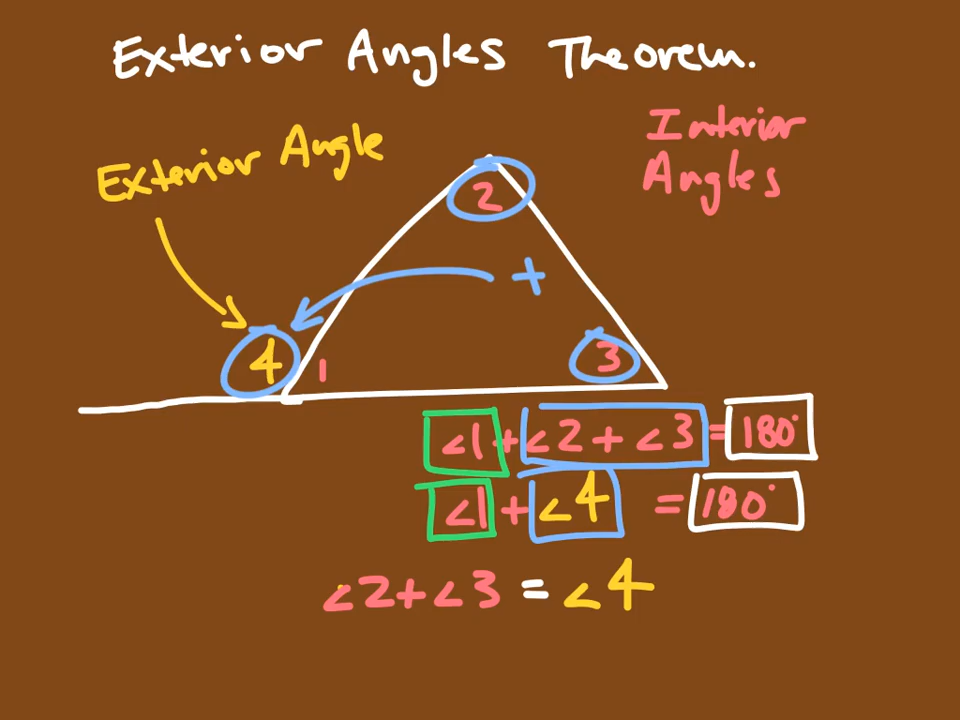 Exterior Angles Theorem.
Interior
Angles
Exterior Angle
2
+
4
1
3
∠1+∠2+∠3=180°
∠1+∠4=180°
∠2+∠3=∠4